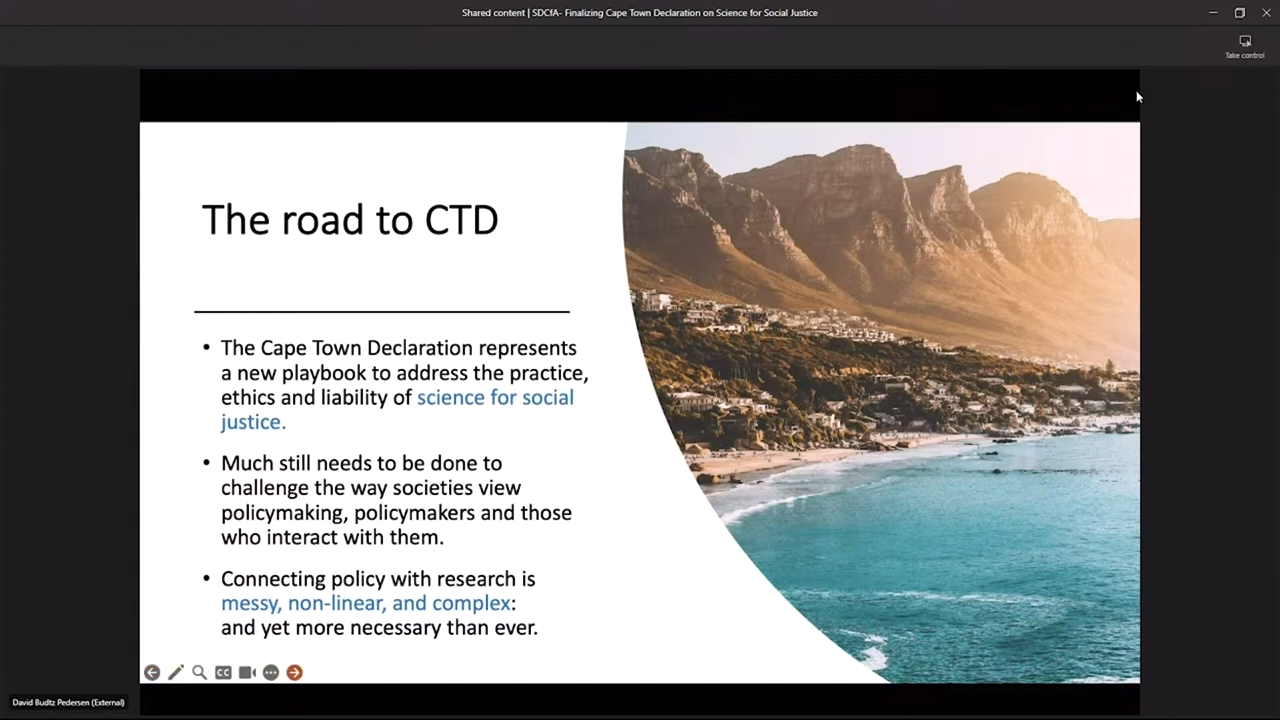 Shared content | SDCfA- Finalizing Cape Town Declaration on Science for Social Justice
Take control
The road to CTD
• The Cape Town Declaration represents
a new playbook to address the practice,
ethics and liability of science for social
justice.
• Much still needs to be done to
challenge the way societies view
policymaking, policymakers and those
who interact with them.
• Connecting policy with research is
messy, non-linear, and complex:
and yet more necessary than ever.
CC
David Budtz Pedersen (External)